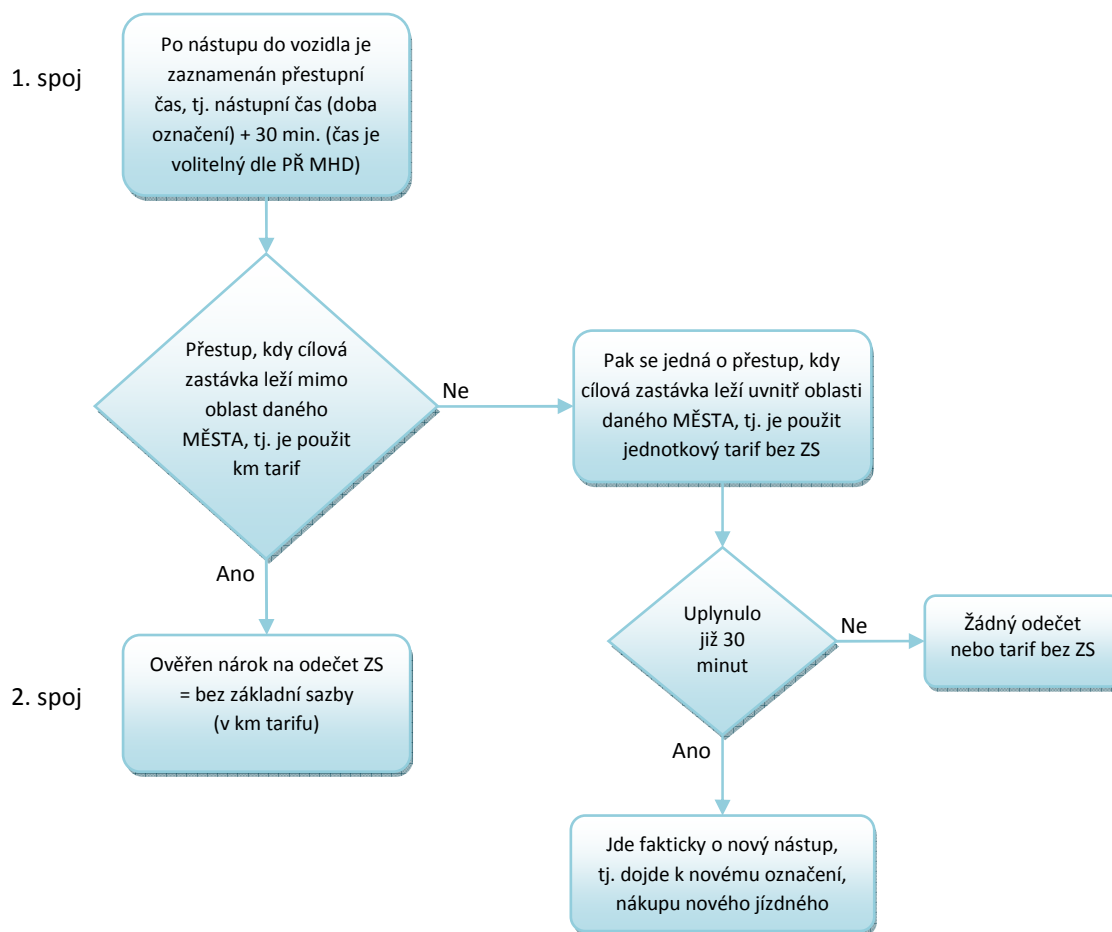 1. spoj
Po nástupu do vozidla je
zaznamenán přestupní
čas, tj. nástupní čas (doba
označení) + 30 min. (čas je
volitelný dle PŘ MHD)
Přestup, kdy cílová
zastávka leží mimo
oblast daného
MĚSTA, tj. je použit
km tarif
Ne
Pak se jedná o přestup, kdy
cílová zastávka leží uvnitř oblasti
daného MĚSTA, tj. je použit
jednotkový tarif bez ZS
Ano
Uplynulo
již 30
minut
Ne
Žádný odečet
nebo tarif bez ZS
2. spoj
Ověřen nárok na odečet ZS
= bez základní sazby
(v km tarifu)
Ano
Jde fakticky o nový nástup,
tj. dojde k novému označení,
nákupu nového jízdného